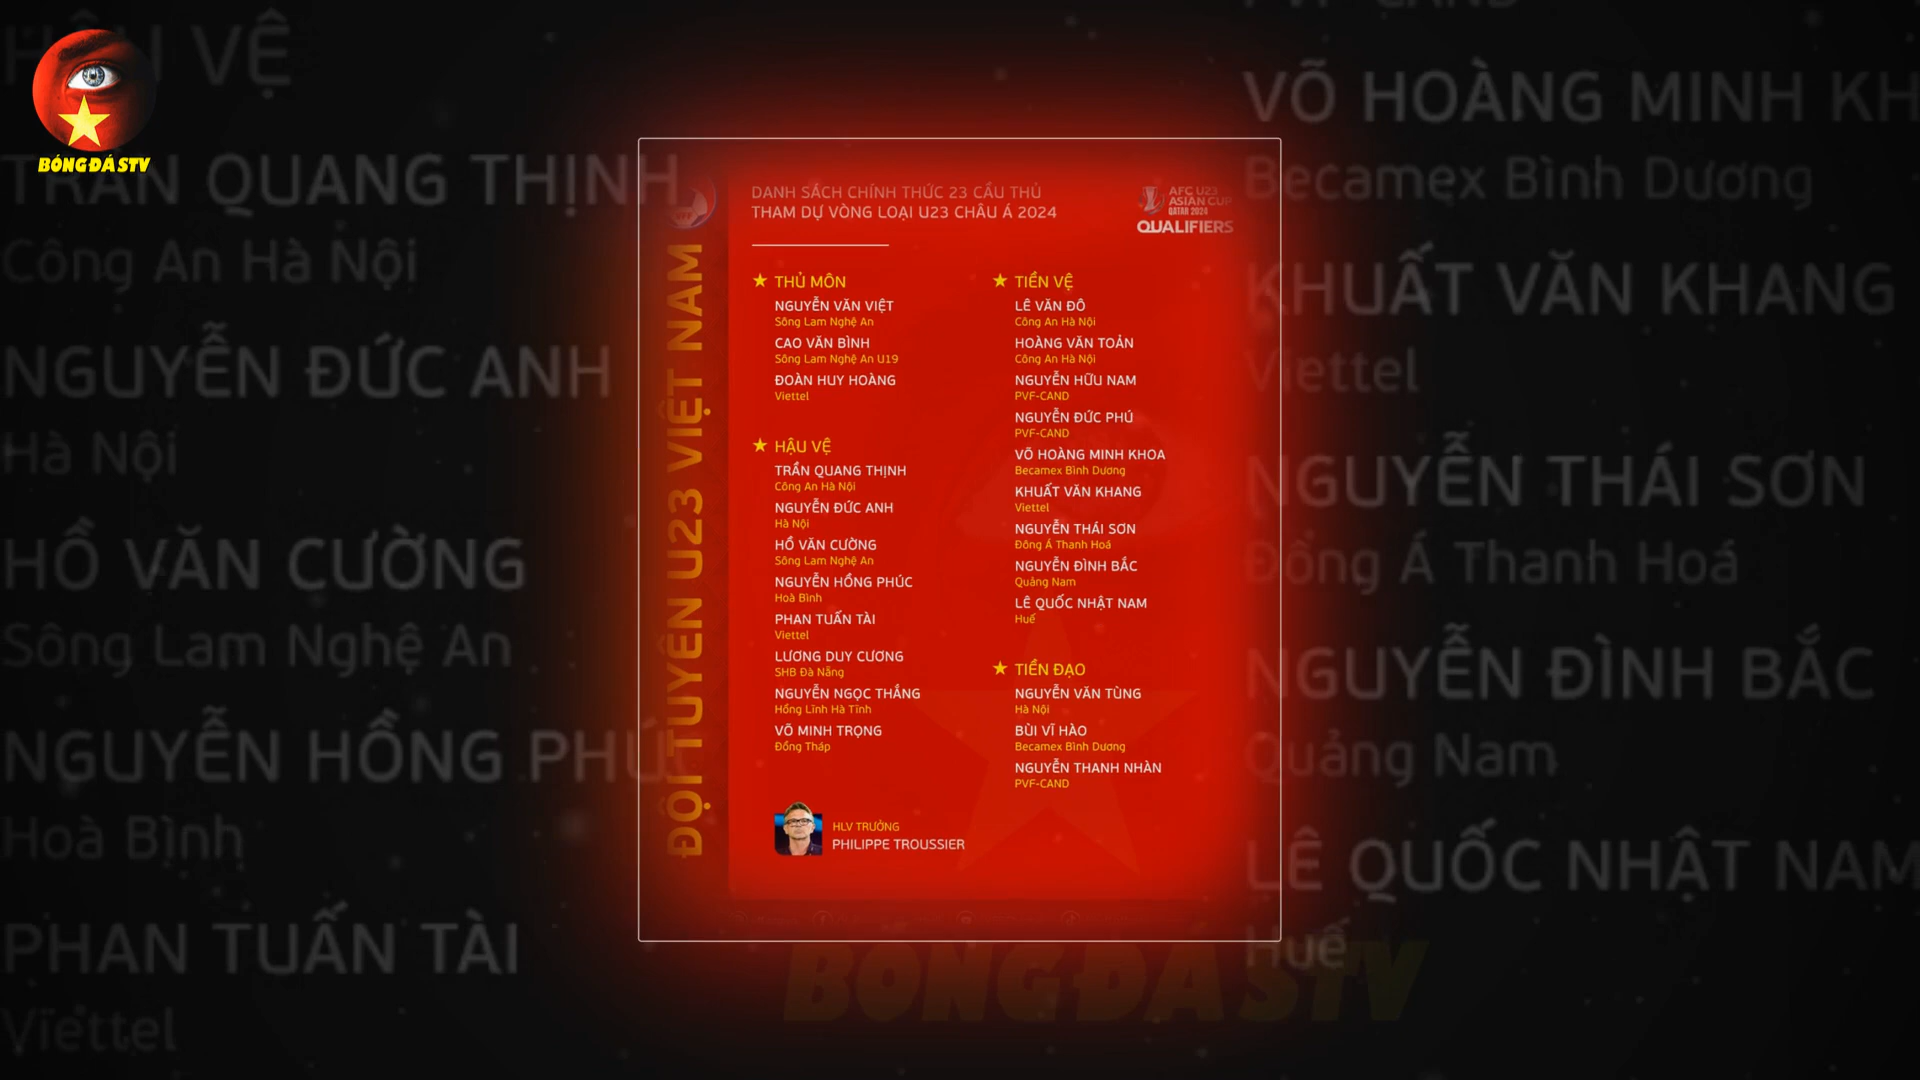 BÓNG ĐÁ STV
DANH SÁCH CHÍNH THỨC 23 CẦU THỦ
THAM DỰ VÒNG LOẠI U23 CHÂU Á 2024
AFC U23
ASIAN CUP
QATAR 2024
QUALIFIERS
ĐỘI TUYỂN U23 VIỆT NAM
THỦ MÔN
NGUYỄN VĂN VIỆT
Sông Lam Nghệ An
CAO VĂN BÌNH
Sông Lam Nghệ An U19
ĐOÀN HUY HOÀNG
Viettel
HẬU VỆ
TRẦN QUANG THỊNH
Công An Hà Nội
NGUYỄN ĐỨC ANH
Hà Nội
HỒ VĂN CƯỜNG
Sông Lam Nghệ An
NGUYỄN HỒNG PHÚC
Hoà Bình
PHAN TUẤN TÀI
Viettel
LƯƠNG DUY CƯƠNG
SHB Đà Nẵng
NGUYỄN NGỌC THẮNG
Hồng Lĩnh Hà Tĩnh
VÕ MINH TRỌNG
Đồng Tháp
TIỀN VỆ
LÊ VĂN ĐÔ
Công An Hà Nội
HOÀNG VĂN TOẢN
Công An Hà Nội
NGUYỄN HỮU NAM
PVF-CAND
NGUYỄN ĐỨC PHÚ
PVF-CAND
VÕ HOÀNG MINH KHOA
Becamex Bình Dương
KHUẤT VĂN KHANG
Viettel
NGUYỄN THÁI SƠN
Đông Á Thanh Hoá
NGUYỄN ĐÌNH BẮC
Quảng Nam
LÊ QUỐC NHẬT NAM
Huế
TIỀN ĐẠO
NGUYỄN VĂN TÙNG
Hà Nội
BÙI VĨ HÀO
Becamex Bình Dương
NGUYỄN THANH NHÀN
PVF-CAND
HLV TRƯỞNG
PHILIPPE TROUSSIER
HẬU VỆ
TRẦN QUANG THỊNH
Công An Hà Nội
NGUYỄN ĐỨC ANH
Hà Nội
HỒ VĂN CƯỜNG
Sông Lam Nghệ An
NGUYỄN HỒNG PHÚ
Hoà Bình
PHAN TUẤN TÀI
Viettel
PVF-CAND
VÕ HOÀNG MINH KH
Becamex Bình Dương
KHUẤT VĂN KHANG
Viettel
NGUYỄN THÁI SƠN
Đông Á Thanh Hoá
NGUYỄN ĐÌNH BẮC
Quảng Nam
LÊ QUỐC NHẬT NAM
Huế
BÓNG ĐÁ STV